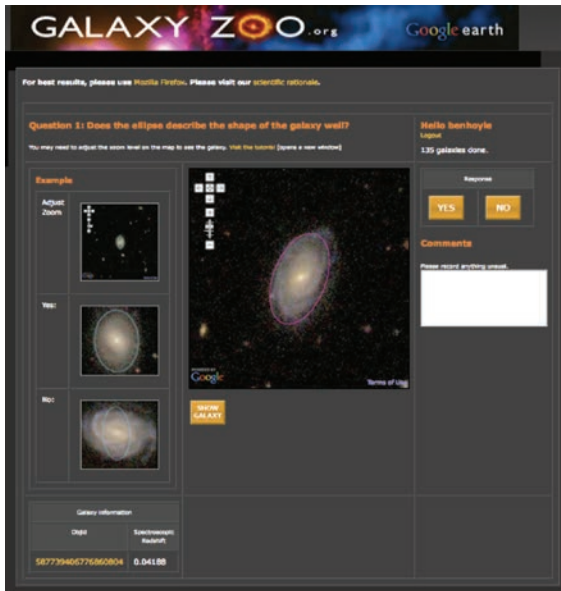 GALAXY ZOO.org
Google earth
For best results, please use Mozilla Firefox. Please visit our scientific rationale.
Question 1: Does the ellipse describe the shape of the galaxy well?
You may need to adjust the zoom level on the map to see the galaxy. Visit the tutorial [opens a new window]
Hello benhoyle
Logout
135 galaxies done.
Example
Adjust
Zoom
Yes:
No:
POWERED BY
Google
Terms of Use
SHOW
GALAXY
Response
YES
NO
Comments
Please record anything unusual.
Galaxy information
ObjId
Spectroscopic
Redshift
587739406776860804
0.04188